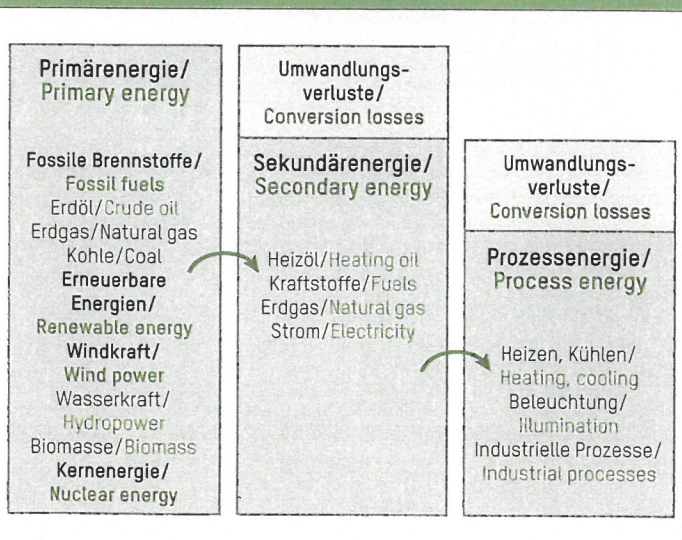 Primärenergie/
Primary energy
Fossile Brennstoffe/
Fossil fuels
Erdöl/Crude oil
Erdgas/Natural gas
Kohle/Coal
Erneuerbare
Energien/
Renewable energy
Windkraft/
Wind power
Wasserkraft/
Hydropower
Biomasse/Biomass
Kernenergie/
Nuclear energy
Umwandlungs-
verluste/
Conversion losses
Sekundärenergie/
Secondary energy
Heizöl/Heating oil
Kraftstoffe/Fuels
Erdgas/Natural gas
Strom/Electricity
Umwandlungs-
verluste/
Conversion losses
Prozessenergie/
Process energy
Heizen, Kühlen/
Heating, cooling
Beleuchtung/
Illumination
Industrielle Prozesse/
Industrial processes